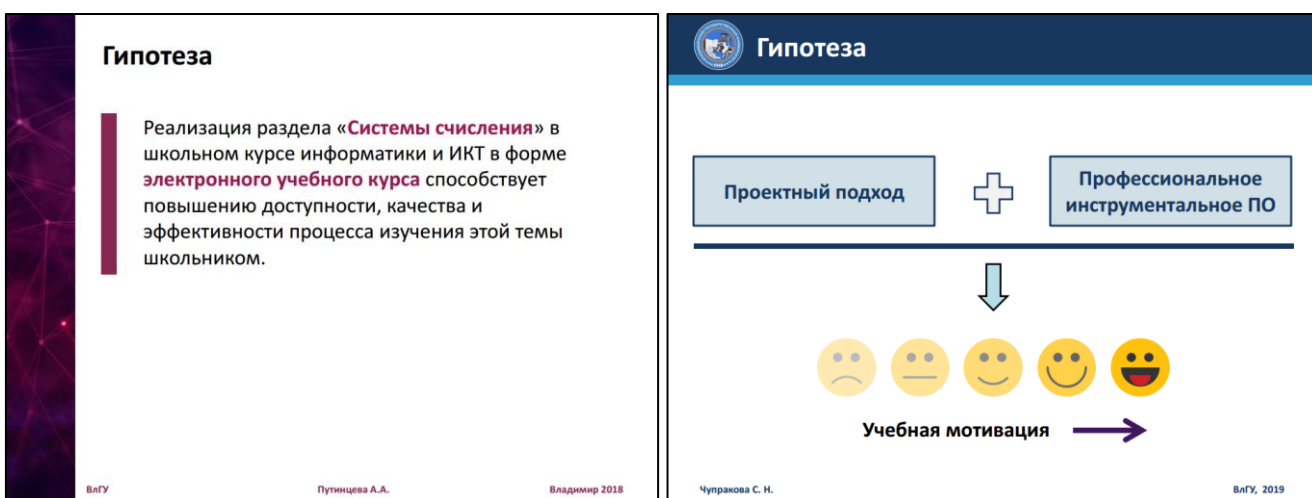 Гипотеза
Реализация раздела «Системы счисления» в
школьном курсе информатики и ИКТ в форме
электронного учебного курса способствует
повышению доступности, качества и
эффективности процесса изучения этой темы
школьником.
ВлГУ
Путинцева А.А.
Владимир 2018
Гипотеза
Проектный подход
Профессиональное
инструментальное ПО
Учебная мотивация
Чупракова С. Н.
ВлГУ, 2019